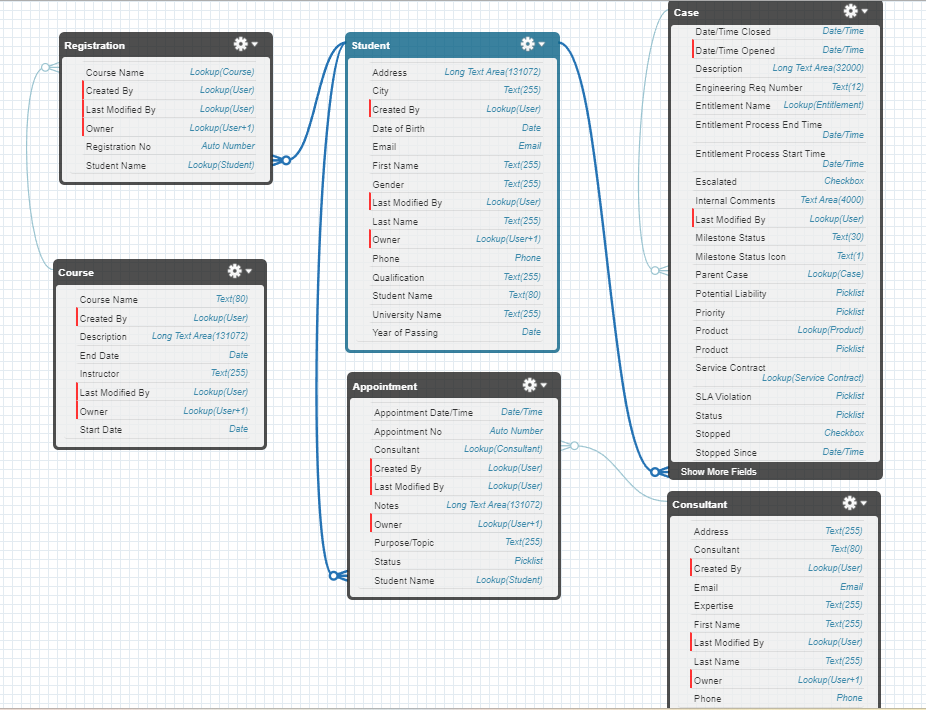 Registration
Course Name Lookup(Course)
Created By Lookup(User)
Last Modified By Lookup(User)
Owner Lookup(User+1)
Registration No Auto Number
Student Name Lookup(Student)
Course
Course Name Text(80)
Created By Lookup(User)
Description Long Text Area(131072)
End Date Date
Instructor Text(255)
Last Modified By Lookup(User)
Owner Lookup(User+1)
Start Date Date
Student
Address Long Text Area(131072)
City Text(255)
Created By Lookup(User)
Date of Birth Date
Email Email
First Name Text(255)
Gender Text(255)
Last Modified By Lookup(User)
Last Name Text(255)
Owner Lookup(User+1)
Phone Phone
Qualification Text(255)
Student Name Text(80)
University Name Text(255)
Year of Passing Date
Appointment
Appointment Date/Time Date/Time
Appointment No Auto Number
Consultant Lookup(Consultant)
Created By Lookup(User)
Last Modified By Lookup(User)
Notes Long Text Area(131072)
Owner Lookup(User+1)
Purpose/Topic Text(255)
Status Picklist
Student Name Lookup(Student)
Case
Date/Time Closed Date/Time
Date/Time Opened Date/Time
Description Long Text Area(32000)
Engineering Req Number Text(12)
Entitlement Name Lookup(Entitlement)
Entitlement Process End Time
Date/Time
Entitlement Process Start Time
Date/Time
Escalated Checkbox
Internal Comments Text Area(4000)
Last Modified By Lookup(User)
Milestone Status Text(30)
Milestone Status Icon Text(1)
Parent Case Lookup(Case)
Potential Liability Picklist
Priority Picklist
Product Lookup(Product)
Product Picklist
Service Contract
Lookup(Service Contract)
SLA Violation Picklist
Status Picklist
Stopped Checkbox
Stopped Since Date/Time
Show More Fields
Consultant
Address Text(255)
Consultant Text(80)
Created By Lookup(User)
Email Email
Expertise Text(255)
First Name Text(255)
Last Modified By Lookup(User)
Last Name Text(255)
Owner Lookup(User+1)
Phone Phone